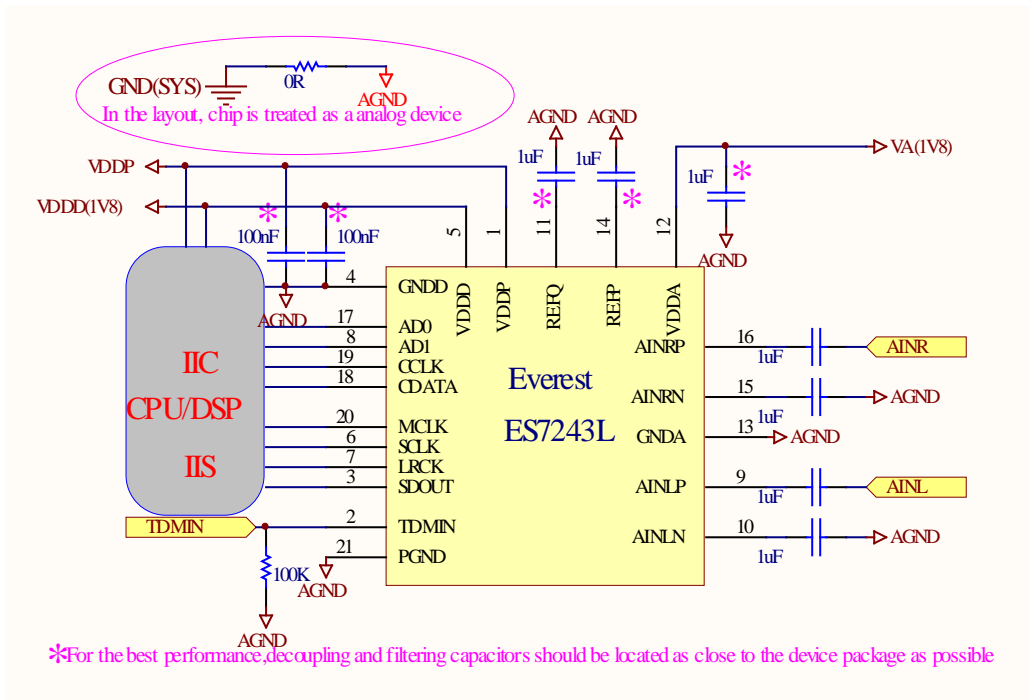 GND(SYS)
0R
AGND
In the layout, chip is treated as a analog device
AGND
AGND
VDDP
1uF
1uF
VA(1V8)
1uF
*
*
*
VDDD(1V8)
*
*
100nF
100nF
5
1
11
14
12
AGND
4
GNDD
VDDD
VDDP
REFQ
REFP
VDDA
AGND
17
AD0
8
AD1
19
CCLK
18
CDATA
20
MCLK
6
SCLK
7
LRCK
3
SDOUT
2
TDMIN
21
PGND
IIC
CPU/DSP
IIS
Everest
ES7243L
AINRP
16
1uF
AINR
AINRN
15
1uF
AGND
GNDA
13
AGND
AINLP
9
1uF
AINL
AINLN
10
1uF
AGND
TDMIN
100K
AGND
AGND
*For the best performance,decoupling and filtering capacitors should be located as close to the device package as possible